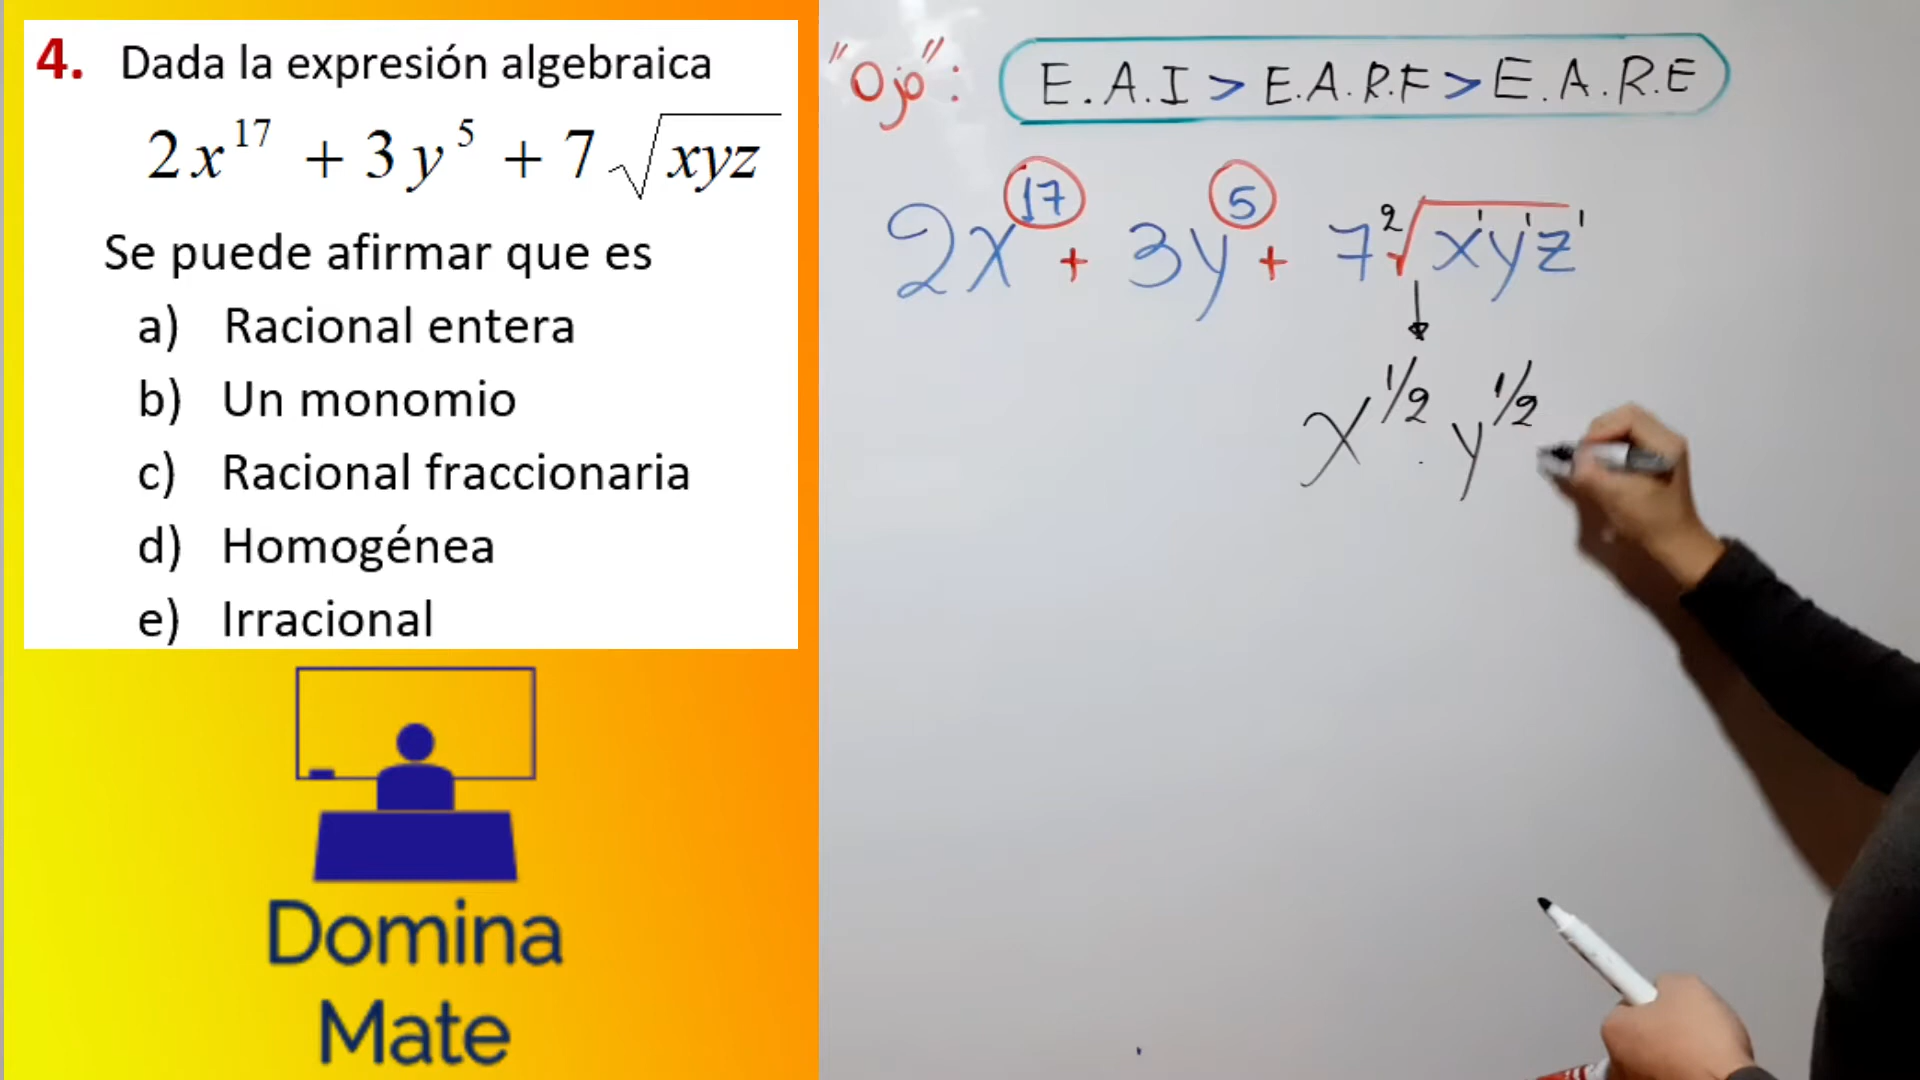 4. Dada la expresión algebraica
2x^17 + 3y^5 + 7√xyz
Se puede afirmar que es
a) Racional entera
b) Un monomio
c) Racional fraccionaria
d) Homogénea
e) Irracional
Domina
Mate
"Ojo": E.A.I > E.A.R.F > E.A.R.E
2x^17 + 3y^5 + 7 ²√x¹y¹z¹
x^1/2 . y^1/2